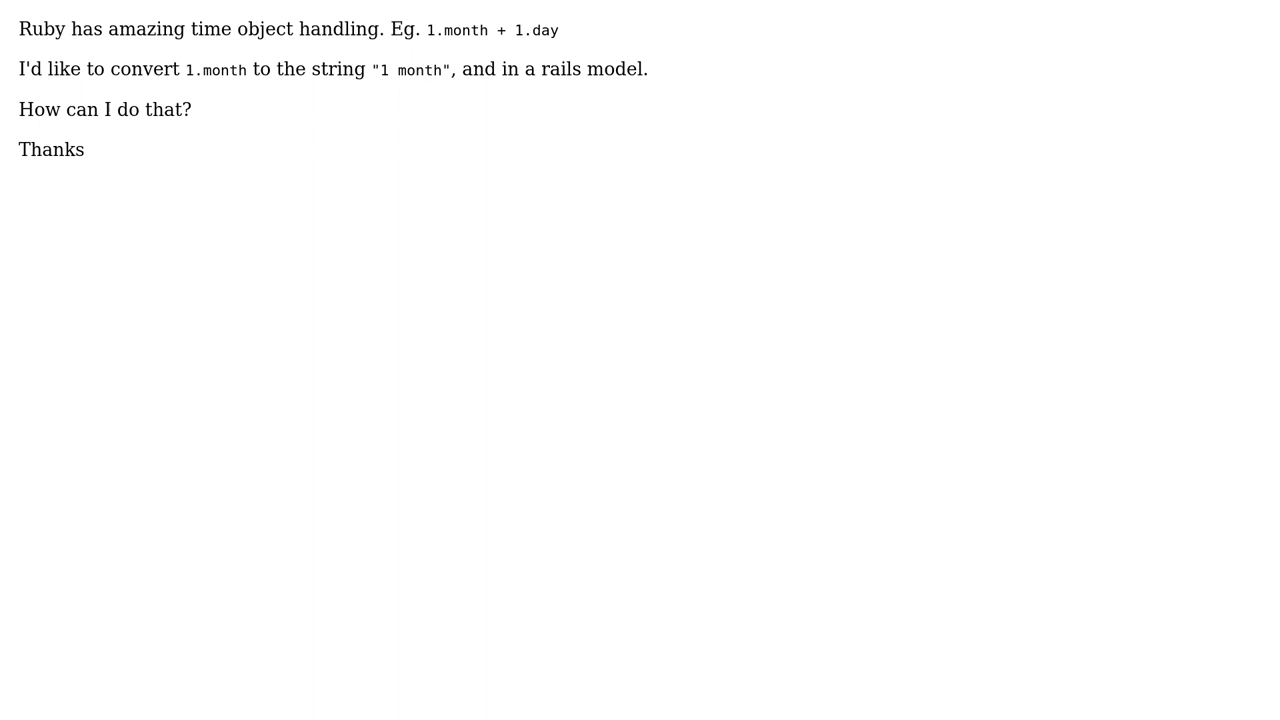 Ruby has amazing time object handling. Eg. 1.month + 1.day
I'd like to convert 1.month to the string "1 month", and in a rails model.
How can I do that?
Thanks